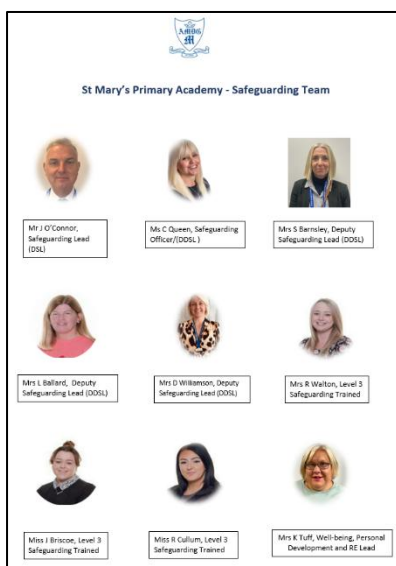 AMDG
M
St Mary's Primary Academy - Safeguarding Team
Mr J O'Connor,
Safeguarding Lead
(DSL)
Ms C Queen, Safeguarding
Officer/(DDSL )
Mrs S Barnsley, Deputy
Safeguarding Lead (DDSL)
Mrs L Ballard, Deputy
Safeguarding Lead (DDSL)
Mrs D Williamson, Deputy
Safeguarding Lead (DDSL)
Mrs R Walton, Level 3
Safeguarding Trained
Miss J Briscoe, Level 3
Safeguarding Trained
Miss R Cullum, Level 3
Safeguarding Trained
Mrs K Tuff, Well-being, Personal
Development and RE Lead